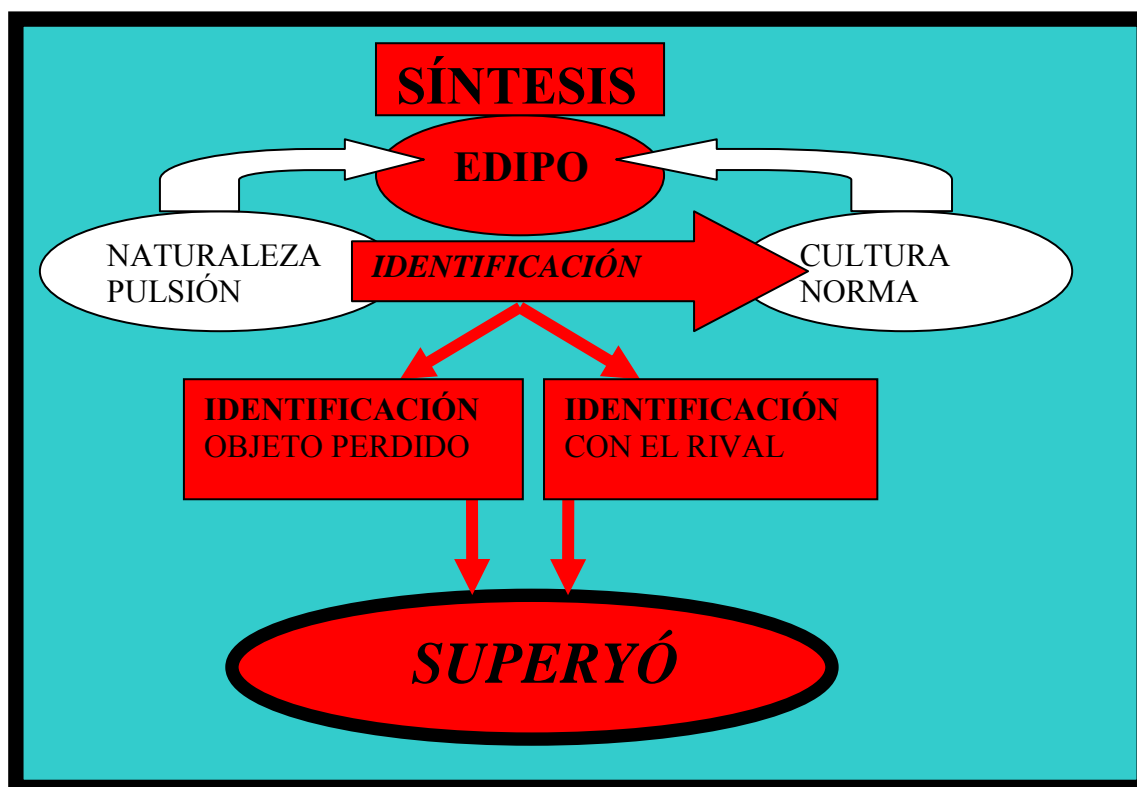 SÍNTESIS
EDIPO
NATURALEZA
PULSIÓN
IDENTIFICACIÓN
CULTURA
NORMA
IDENTIFICACIÓN
OBJETO PERDIDO
IDENTIFICACIÓN
CON EL RIVAL
SUPERYÓ